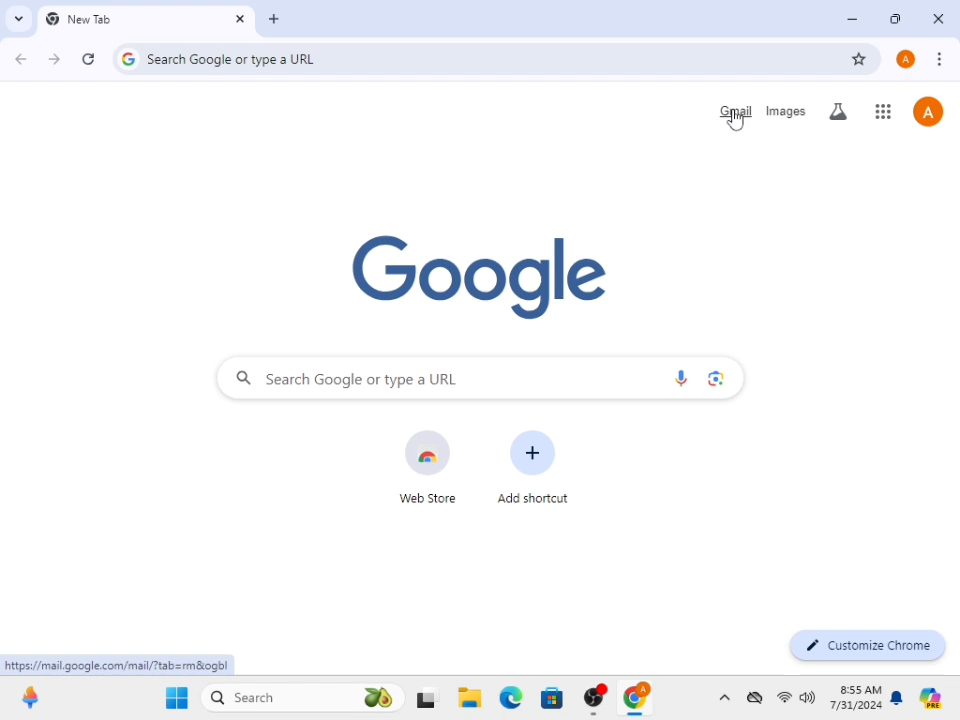 New Tab
Search Google or type a URL
A
Gmail Images
A
Google
Search Google or type a URL
Web Store Add shortcut
Customize Chrome
https://mail.google.com/mail/?tab=rm&ogbl
Search
A
8:55 AM
7/31/2024
PRE